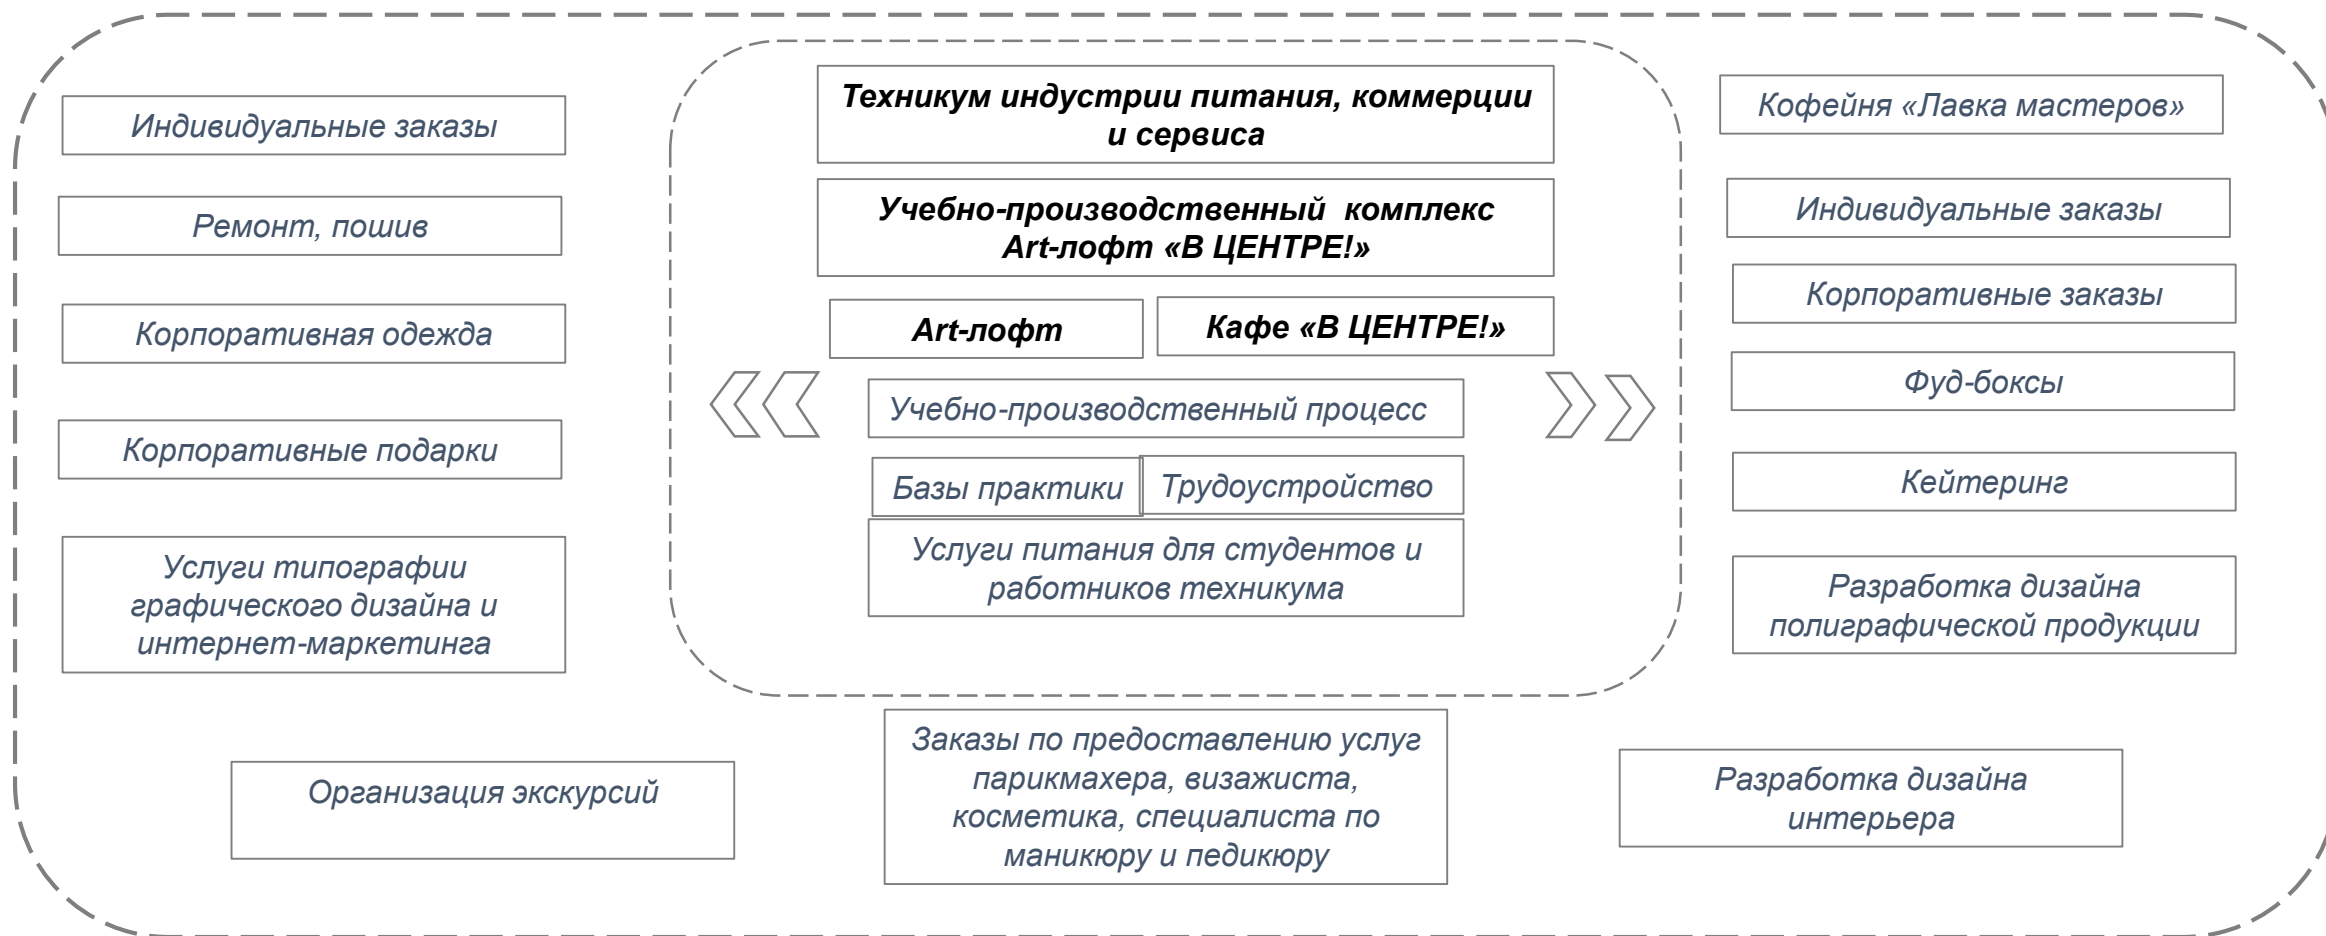 Индивидуальные заказы
Ремонт, пошив
Корпоративная одежда
Корпоративные подарки
Услуги типографии
графического дизайна и
интернет-маркетинга
Техникум индустрии питания, коммерции
и сервиса
Учебно-производственный  комплекс
Art-лофт «В ЦЕНТРЕ!»
Art-лофт
Кафе «В ЦЕНТРЕ!»
Учебно-производственный процесс
Базы практики
Трудоустройство
Услуги питания для студентов и
работников техникума
Кофейня «Лавка мастеров»
Индивидуальные заказы
Корпоративные заказы
Фуд-боксы
Кейтеринг
Разработка дизайна
полиграфической продукции
Организация экскурсий
Заказы по предоставлению услуг
парикмахера, визажиста,
косметика, специалиста по
маникюру и педикюру
Разработка дизайна
интерьера